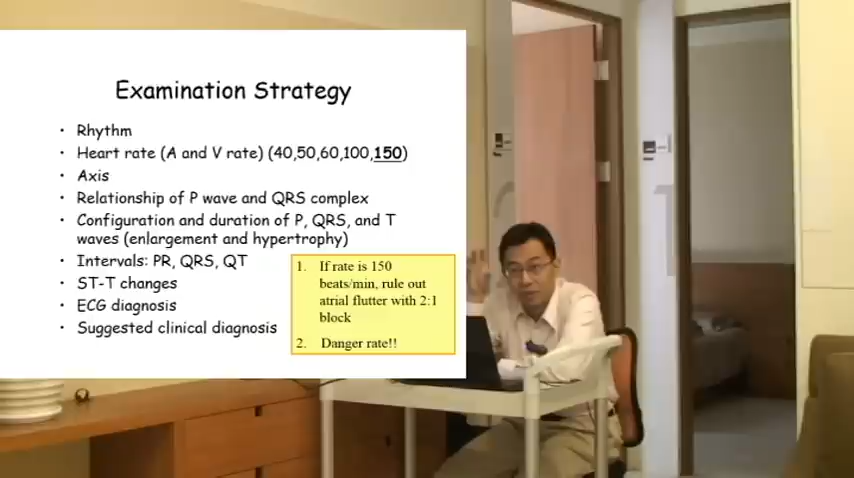 Examination Strategy
• Rhythm
• Heart rate (A and V rate) (40,50,60,100,150)
• Axis
• Relationship of P wave and QRS complex
• Configuration and duration of P, QRS, and T
waves (enlargement and hypertrophy)
• Intervals: PR, QRS, QT
• ST-T changes
• ECG diagnosis
• Suggested clinical diagnosis
1. If rate is 150
beats/min, rule out
atrial flutter with 2:1
block
2. Danger rate!!